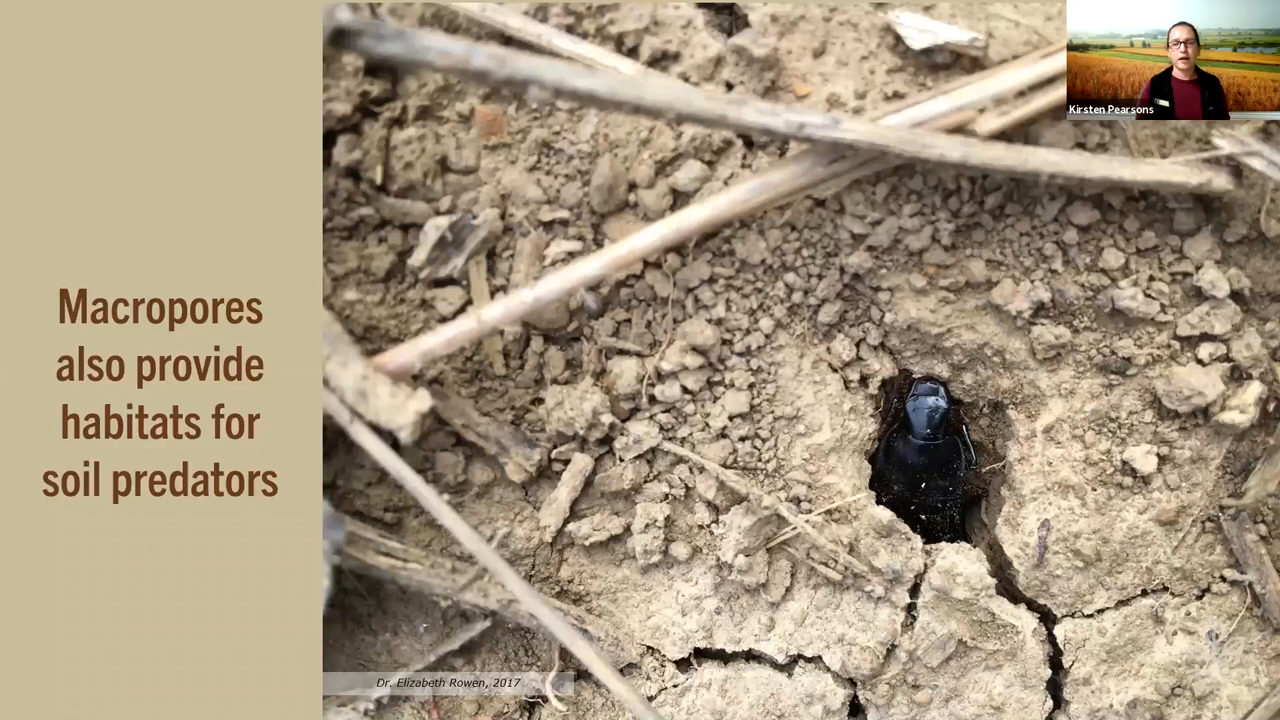 Macropores
also provide
habitats for
soil predators
Kirsten Pearsons
Dr. Elizabeth Rowen, 2017